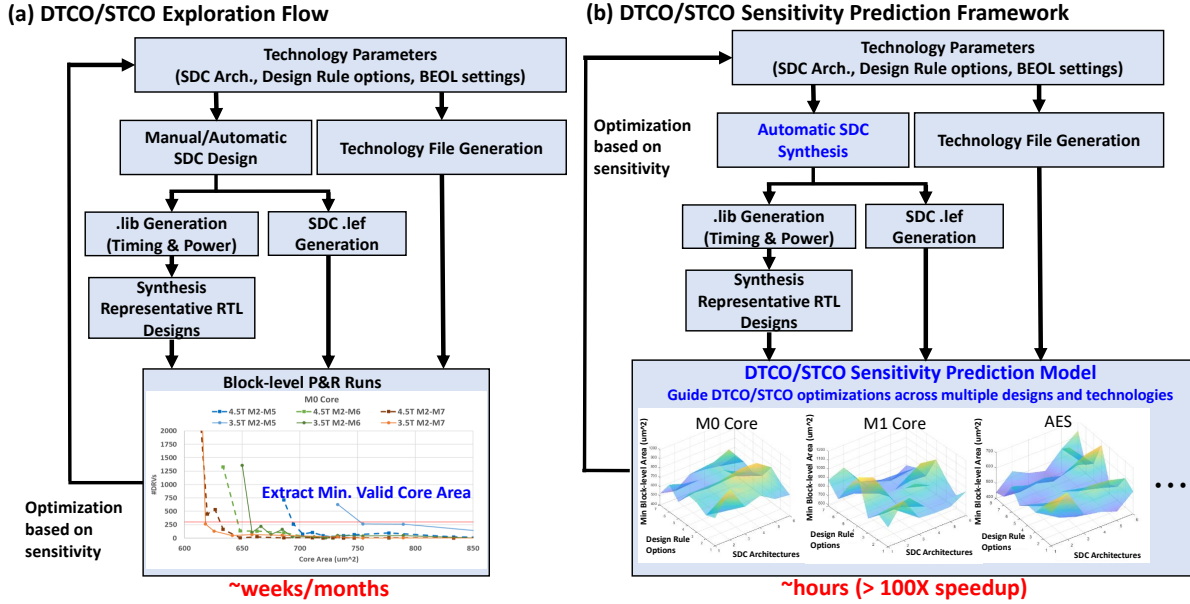 (a) DTCO/STCO Exploration Flow
Technology Parameters
(SDC Arch., Design Rule options, BEOL settings)
Manual/Automatic
SDC Design
Technology File Generation
.lib Generation
(Timing & Power)
SDC .lef
Generation
Synthesis
Representative RTL
Designs
Optimization
based on
sensitivity
Block-level P&R Runs
M0 Core
4.5T M2-M5
4.5T M2-M6
4.5T M2-M7
3.5T M2-M5
3.5T M2-M6
3.5T M2-M7
2000
1750
1500
1250
1000
750
500
250
0
#DRVs
Extract Min. Valid Core Area
600
650
700
750
800
850
Core Area (um^2)
~weeks/months
(b) DTCO/STCO Sensitivity Prediction Framework
Technology Parameters
(SDC Arch., Design Rule options, BEOL settings)
Optimization
based on
sensitivity
Automatic SDC
Synthesis
Technology File Generation
.lib Generation
(Timing & Power)
SDC .lef
Generation
Synthesis
Representative RTL
Designs
DTCO/STCO Sensitivity Prediction Model
Guide DTCO/STCO optimizations across multiple designs and technologies
M0 Core
Min Block-level Area (um^2)
Design Rule
Options
SDC Architectures
M1 Core
Min Block-level Area (um^2)
Design Rule
Options
SDC Architectures
AES
Min Block-level Area (um^2)
Design Rule
Options
SDC Architectures
~hours (> 100X speedup)